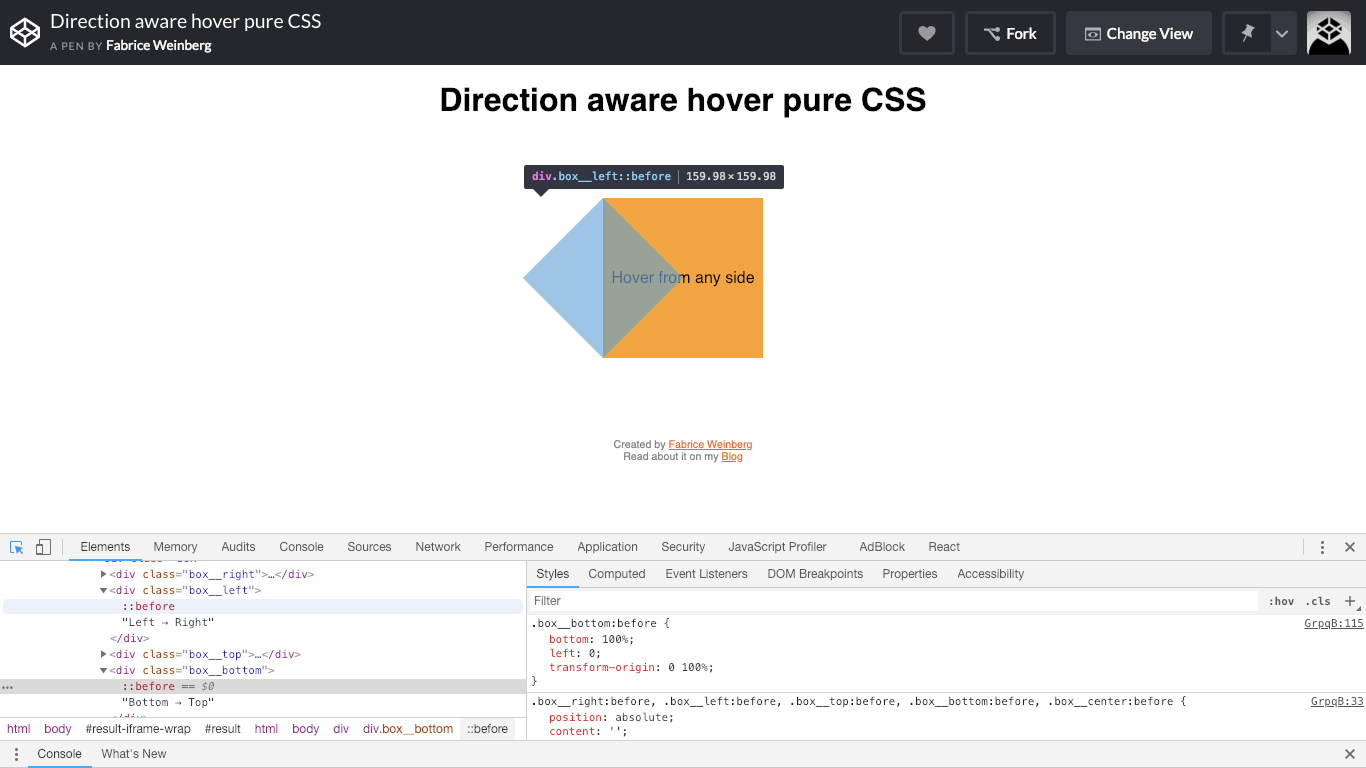 Direction aware hover pure CSS
A PEN BY Fabrice Weinberg
Fork
Change View
Direction aware hover pure CSS
div.box__left::before | 159.98 × 159.98
Hover from any side
Created by Fabrice Weinberg
Read about it on my Blog
Elements Memory Audits Console Sources Network Performance Application Security JavaScript Profiler AdBlock React
<div class="box__right">…</div>
<div class="box__left">
::before
"Left → Right"
</div>
<div class="box__top">…</div>
<div class="box__bottom">
::before == $0
"Bottom → Top"
html body #result-iframe-wrap #result html body div div.box__bottom ::before
Styles Computed Event Listeners DOM Breakpoints Properties Accessibility
Filter :hov .cls +
.box__bottom:before { GrpqB:115
bottom: 100%;
left: 0;
transform-origin: 0 100%;
}
.box__right:before, .box__left:before, .box__top:before, .box__bottom:before, .box__center:before { GrpqB:33
position: absolute;
content: '';
Console What's New